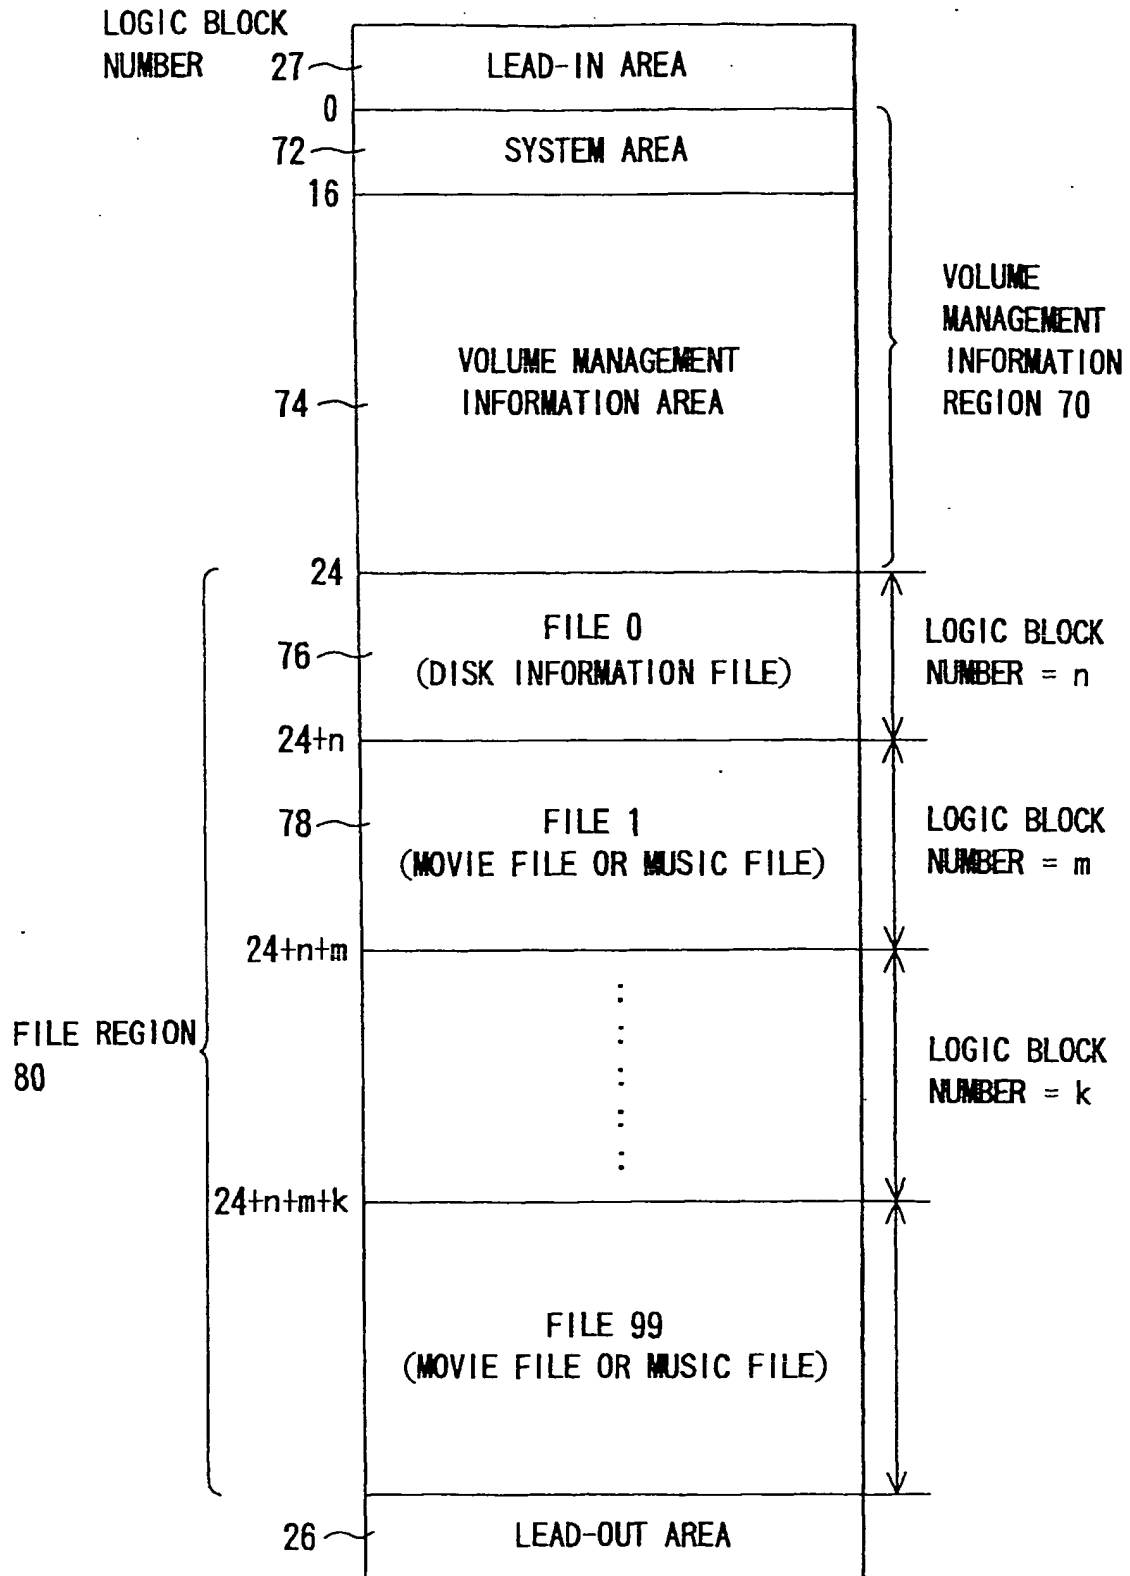 LOGIC BLOCK
NUMBER
27
LEAD-IN AREA
0
72
SYSTEM AREA
16
VOLUME
MANAGEMENT
INFORMATION
REGION 70
VOLUME MANAGEMENT
INFORMATION AREA
74
24
FILE 0
(DISK INFORMATION FILE)
76
LOGIC BLOCK
NUMBER = n
24+n
78
FILE 1
(MOVIE FILE OR MUSIC FILE)
LOGIC BLOCK
NUMBER = m
24+n+m
FILE REGION
80
LOGIC BLOCK
NUMBER = k
24+n+m+k
FILE 99
(MOVIE FILE OR MUSIC FILE)
26
LEAD-OUT AREA